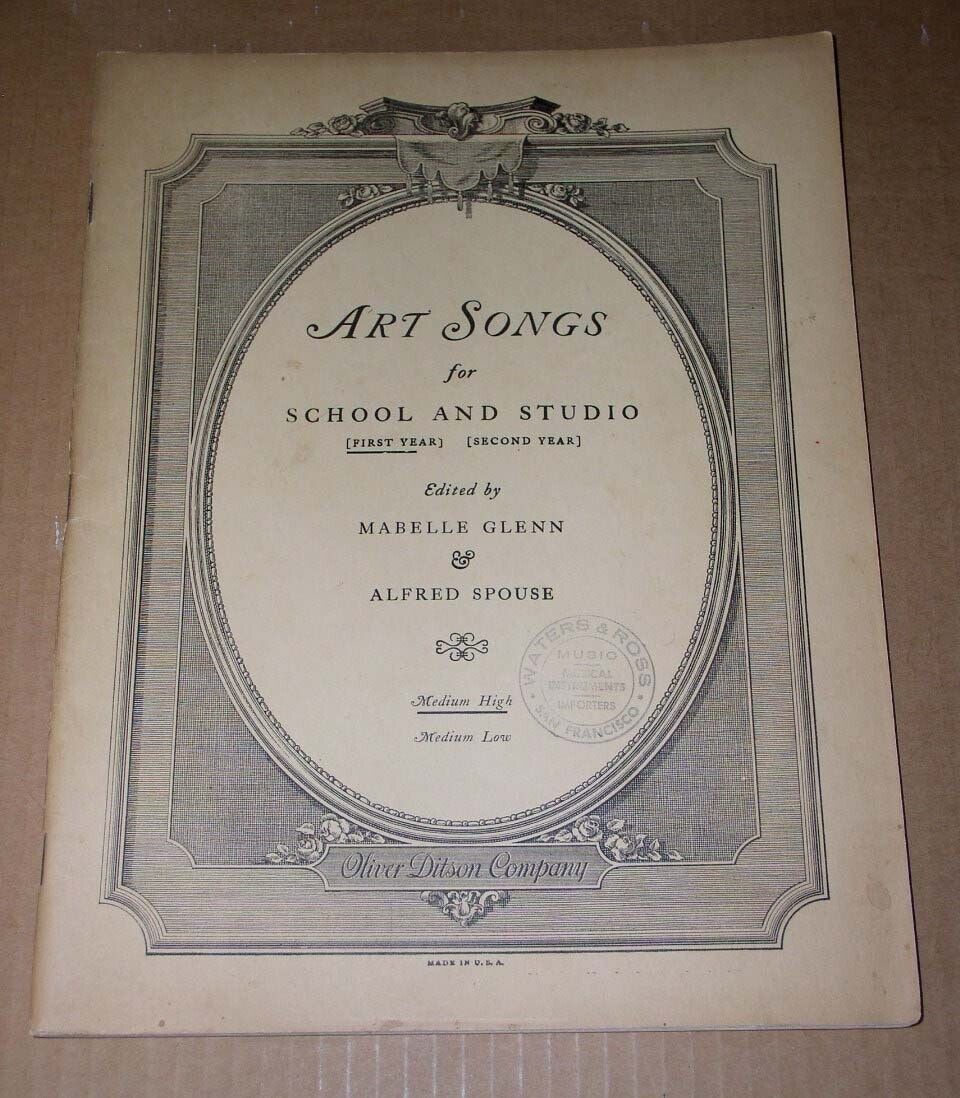 ART SONGS
for
SCHOOL AND STUDIO
[FIRST YEAR] [SECOND YEAR]
Edited by
MABELLE GLENN
&
ALFRED SPOUSE
WATERS & ROSS
MUSIC
MUSICAL
INSTRUMENTS
IMPORTERS
SAN FRANCISCO
Medium High
Medium Low
Oliver Ditson Company
MADE IN U.S.A.